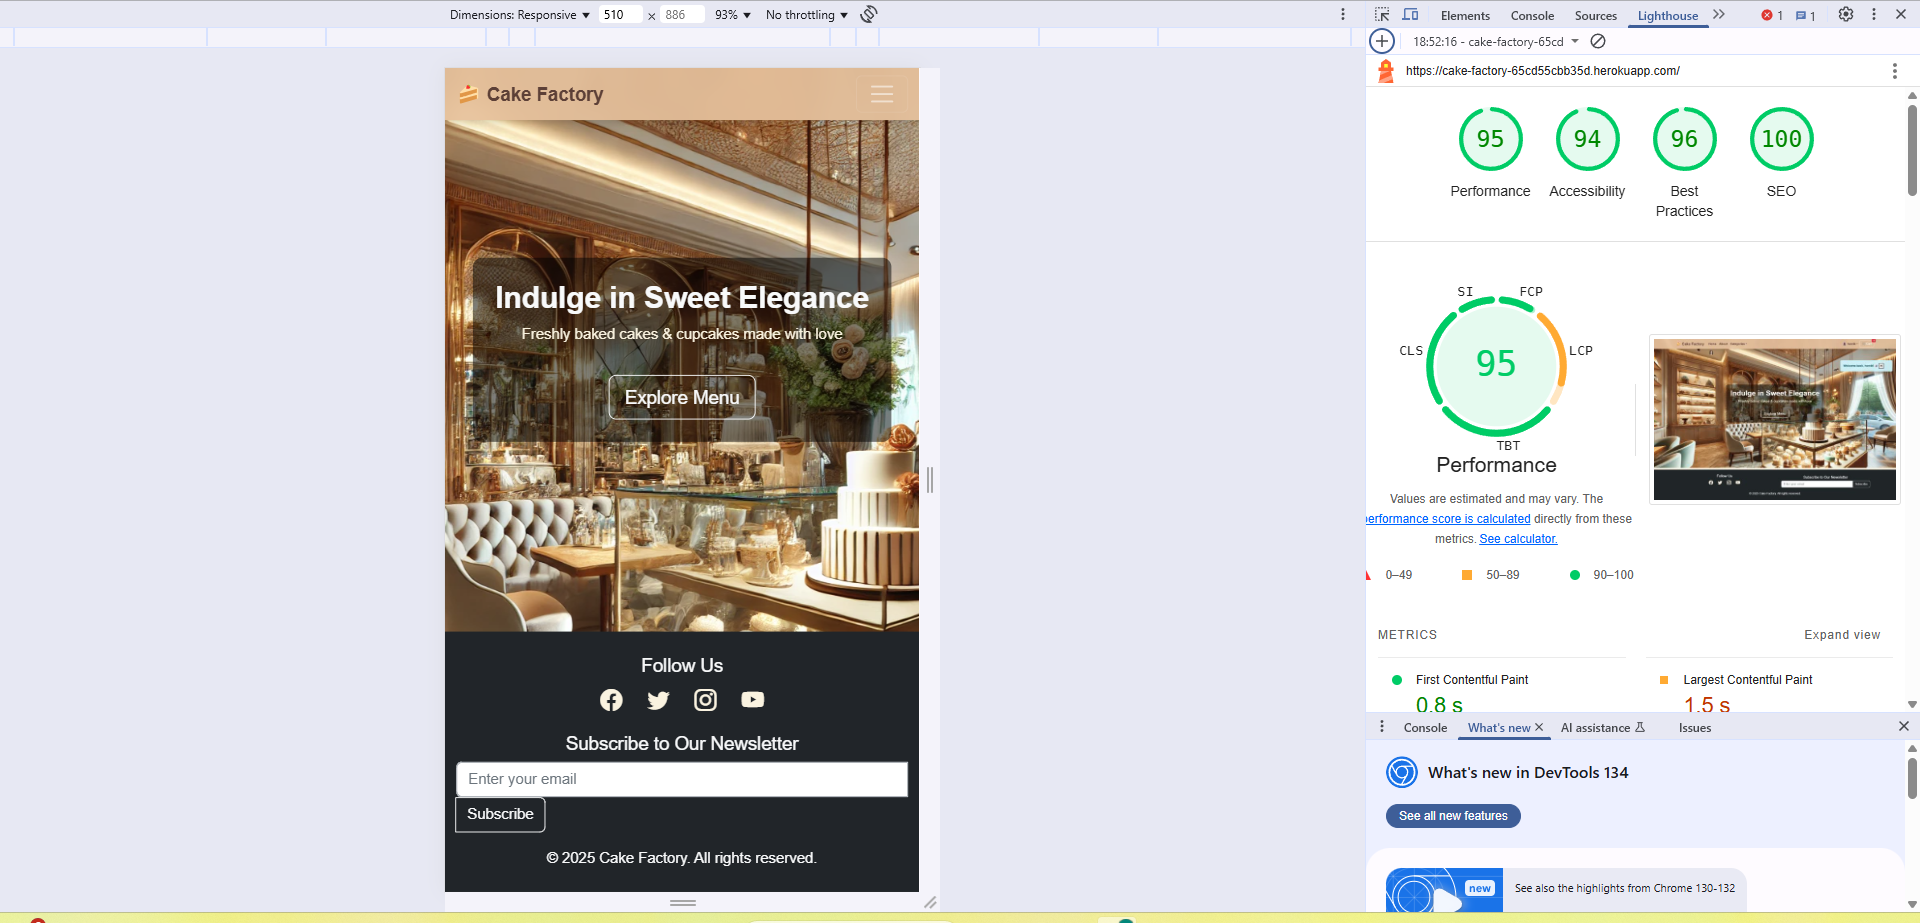 Dimensions: Responsive 510 × 886 93% No throttling
Elements Console Sources Lighthouse 1 1
18:52:16 - cake-factory-65cd
https://cake-factory-65cd55cbb35d.herokuapp.com/
Cake Factory
Indulge in Sweet Elegance
Freshly baked cakes & cupcakes made with love
Explore Menu
Follow Us
Subscribe to Our Newsletter
Enter your email
Subscribe
© 2025 Cake Factory. All rights reserved.
95 94 96 100
Performance Accessibility Best Practices SEO
SI FCP
CLS LCP
95
TBT
Performance
Values are estimated and may vary. The
performance score is calculated directly from these
metrics. See calculator.
0–49 50–89 90–100
Indulge in Sweet Elegance
METRICS Expand view
First Contentful Paint Largest Contentful Paint
0.8 s 1.5 s
Console What's new AI assistance Issues
What's new in DevTools 134
See all new features
new
See also the highlights from Chrome 130-132